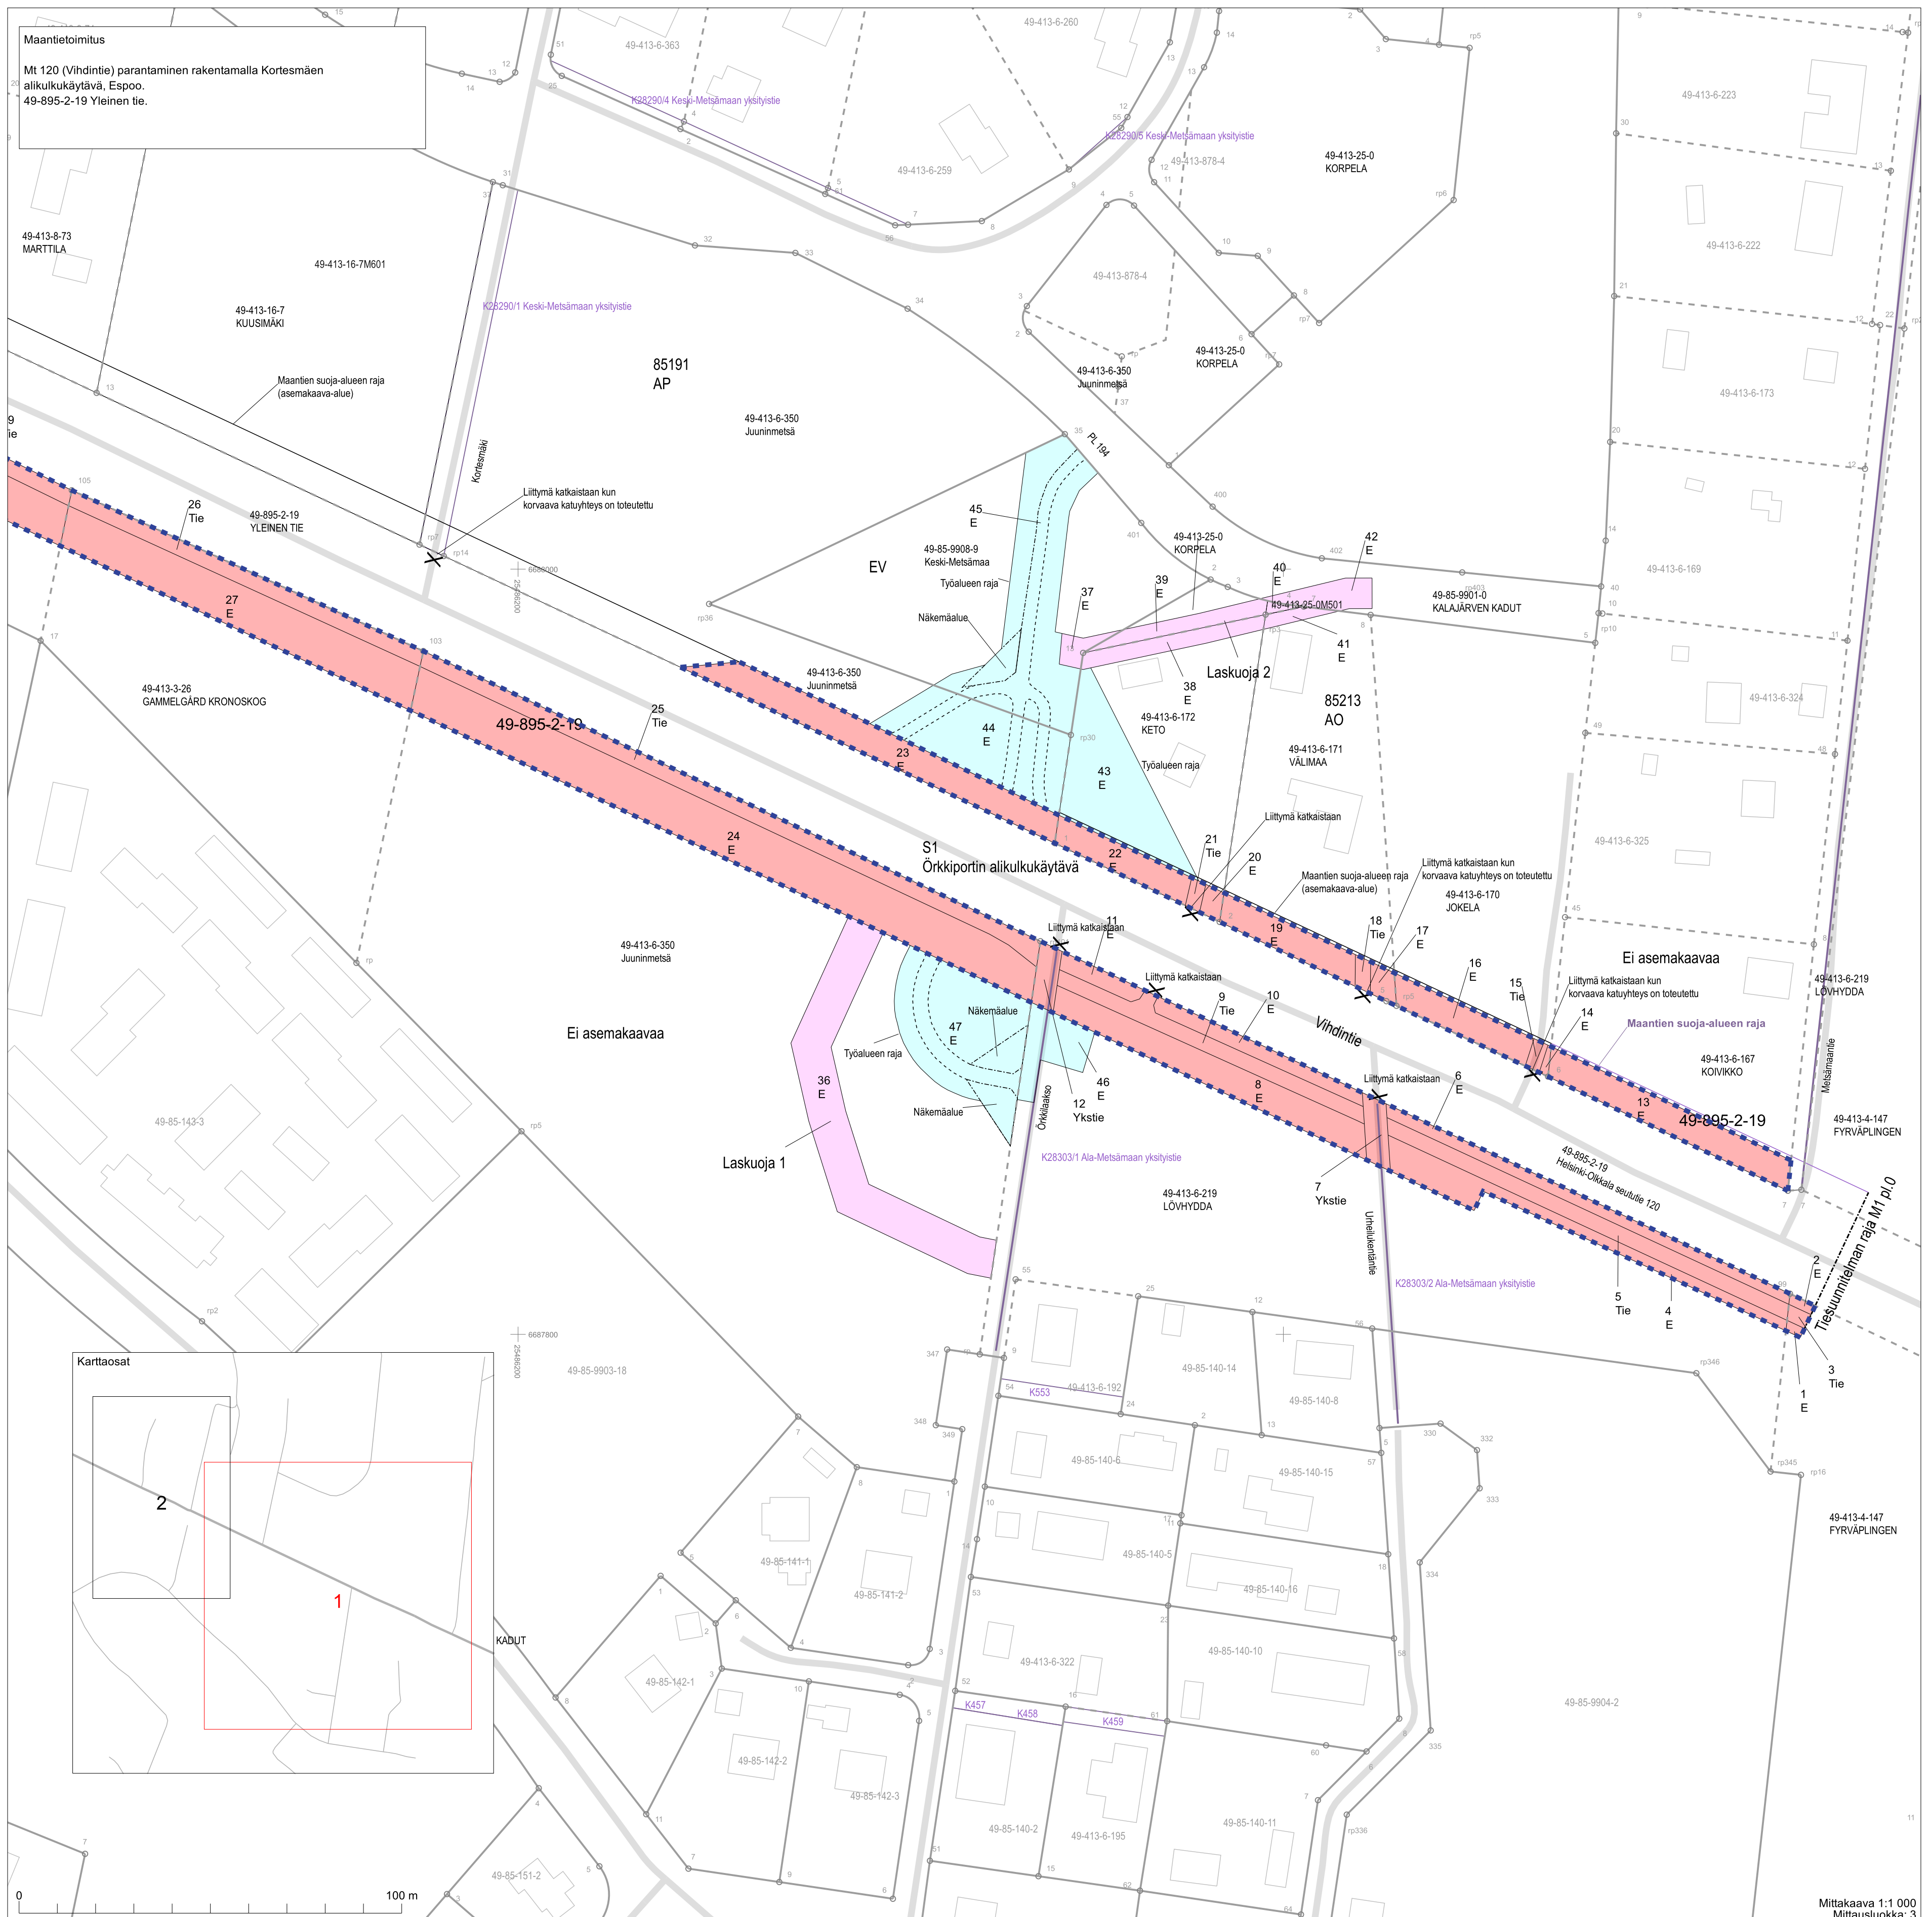 Maantietoimitus
Mt 120 (Vihdintie) parantaminen rakentamalla Kortesmäen
alikulkukäytävä, Espoo.
49-895-2-19 Yleinen tie.
49-413-6-363
49-413-6-260
K28290/4 Keski-Metsämaan yksityistie
K28290/5 Keski-Metsämaan yksityistie
49-413-6-259
49-413-878-4
49-413-25-0
KORPELA
49-413-6-223
49-413-8-73
MARTTILA
49-413-16-7M601
49-413-16-7
KUUSIMÄKI
K28290/1 Keski-Metsämaan yksityistie
49-413-878-4
49-413-6-222
Maantien suoja-alueen raja
(asemakaava-alue)
85191
AP
49-413-6-350
Juuninmetsä
49-413-25-0
KORPELA
49-413-6-350
Juuninmetsä
49-413-6-173
Kortesmäki
PL 194
Liittymä katkaistaan kun
korvaava katuyhteys on toteutettu
26
Tie
49-895-2-19
YLEINEN TIE
45
E
49-85-9908-9
Keski-Metsämaa
EV
Työalueen raja
Näkemäalue
49-413-25-0
KORPELA
42
E
40
E
39
E
37
E
49-413-25-0M501
49-85-9901-0
KALAJÄRVEN KADUT
49-413-6-169
6688000
25486200
27
E
41
E
Laskuoja 2
38
E
49-413-3-26
GAMMELGÅRD KRONOSKOG
49-895-2-19
25
Tie
49-413-6-350
Juuninmetsä
44
E
23
E
43
E
49-413-6-172
KETO
Työalueen raja
85213
AO
49-413-6-171
VÄLIMAA
49-413-6-324
49-413-6-325
24
E
S1
Örkkiportin alikulkukäytävä
22
E
21
Tie
20
E
Liittymä katkaistaan
Maantien suoja-alueen raja
(asemakaava-alue)
Liittymä katkaistaan kun
korvaava katuyhteys on toteutettu
49-413-6-170
JOKELA
19
E
18
Tie
17
E
16
E
15
Tie
Ei asemakaavaa
Liittymä katkaistaan kun
korvaava katuyhteys on toteutettu
14
E
49-413-6-219
LÖVHYDDA
Maantien suoja-alueen raja
49-413-6-167
KOIVIKKO
Metsämaantie
49-413-6-350
Juuninmetsä
Ei asemakaavaa
11
E
Liittymä katkaistaan
Liittymä katkaistaan
9
Tie
10
E
Vihdintie
47
E
Näkemäalue
Työalueen raja
Näkemäalue
46
E
12
Ykstie
Örkkilaakso
36
E
Laskuoja 1
8
E
Liittymä katkaistaan
6
E
13
E
49-895-2-19
49-413-4-147
FYRVÄPLINGEN
49-85-143-3
K28303/1 Ala-Metsämaan yksityistie
49-413-6-219
LÖVHYDDA
7
Ykstie
Urheilukentäntie
49-895-2-19
Helsinki-Olkkala seututie 120
K28303/2 Ala-Metsämaan yksityistie
Tiesuunnitelman raja M1 pl.0
5
Tie
4
E
2
E
3
Tie
1
E
6687800
25486200
49-85-9903-18
49-413-6-192
K553
49-85-140-14
49-85-140-8
Karttaosat
2
1
KADUT
49-85-140-6
49-85-140-15
49-85-141-1
49-85-141-2
49-85-140-5
49-85-140-16
49-413-4-147
FYRVÄPLINGEN
49-85-142-1
49-413-6-322
49-85-140-10
K457
K458
K459
49-85-142-2
49-85-142-3
49-85-140-2
49-413-6-195
49-85-140-11
49-85-9904-2
49-85-151-2
0
100 m
Mittakaava 1:1 000
Mittausluokka: 3